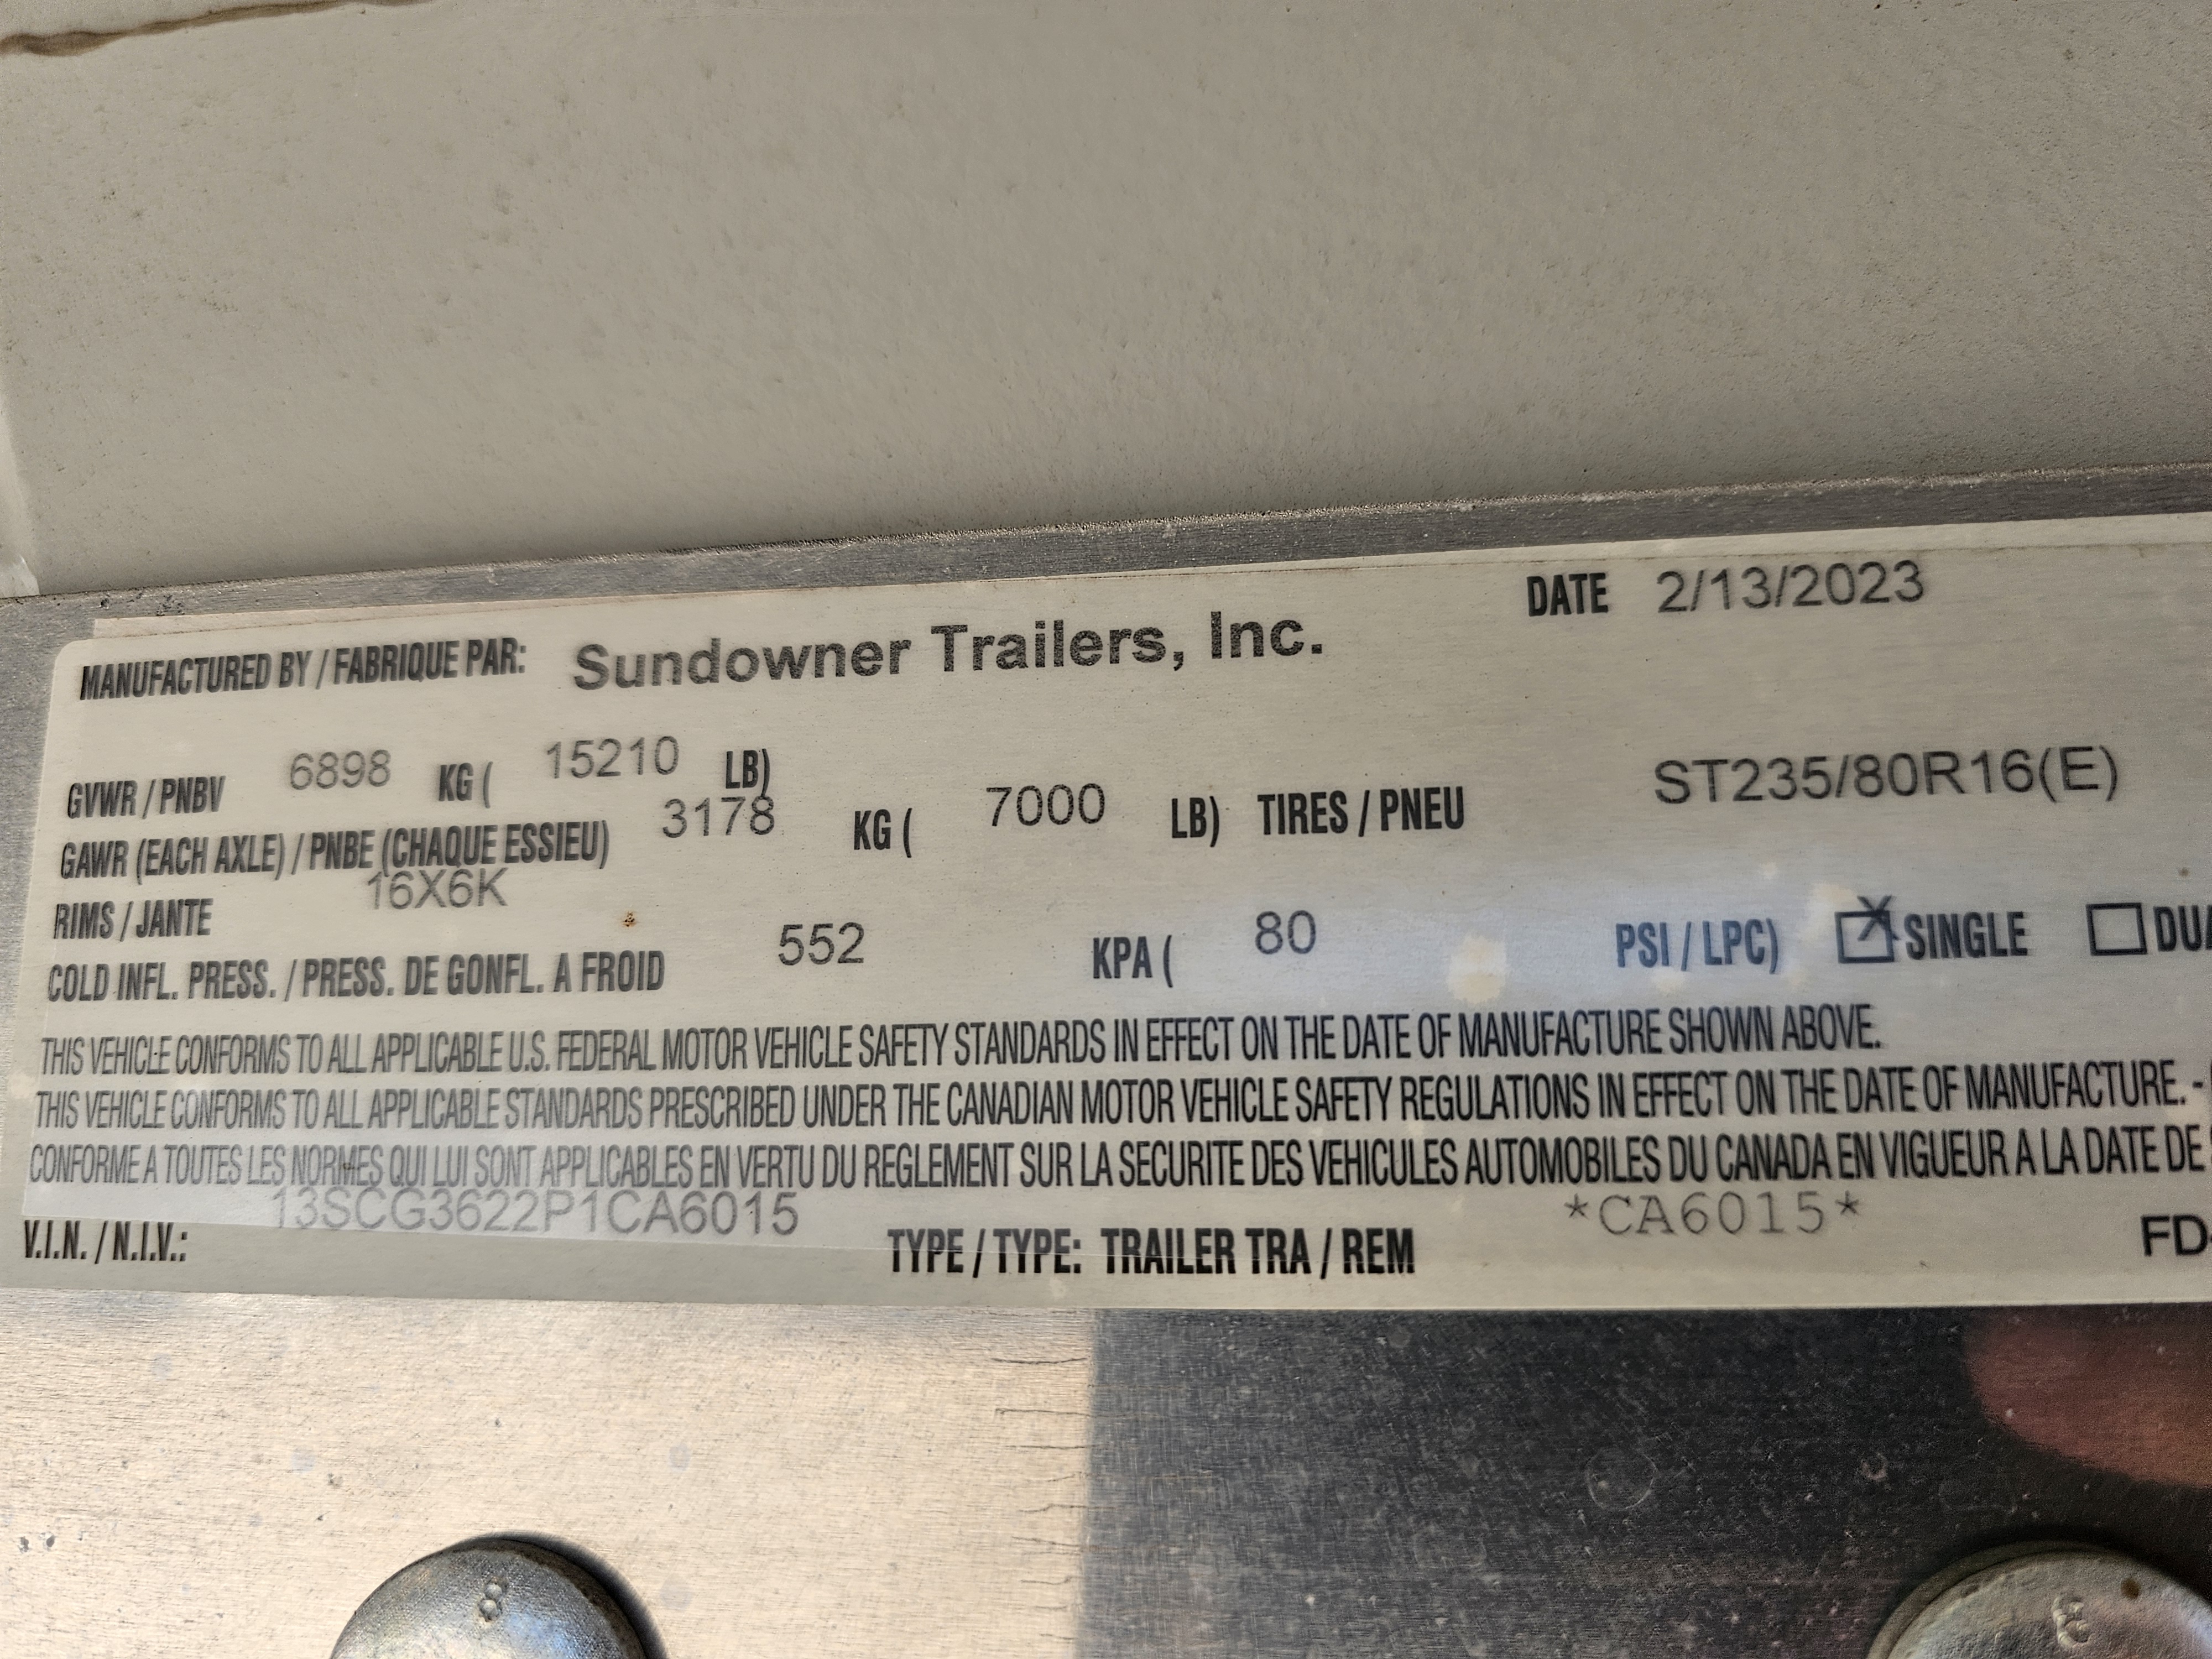 DATE 2/13/2023
MANUFACTURED BY / FABRIQUE PAR: Sundowner Trailers, Inc.
GVWR / PNBV 6898 KG ( 15210 LB)
GAWR (EACH AXLE) / PNBE (CHAQUE ESSIEU) 3178 KG ( 7000 LB) TIRES / PNEU ST235/80R16(E)
RIMS / JANTE 16X6K
COLD INFL. PRESS. / PRESS. DE GONFL. A FROID 552 KPA ( 80 PSI / LPC) X SINGLE
THIS VEHICLE CONFORMS TO ALL APPLICABLE U.S. FEDERAL MOTOR VEHICLE SAFETY STANDARDS IN EFFECT ON THE DATE OF MANUFACTURE SHOWN ABOVE.
THIS VEHICLE CONFORMS TO ALL APPLICABLE STANDARDS PRESCRIBED UNDER THE CANADIAN MOTOR VEHICLE SAFETY REGULATIONS IN EFFECT ON THE DATE OF MANUFACTURE. -
CONFORME A TOUTES LES NORMES QUI LUI SONT APPLICABLES EN VERTU DU REGLEMENT SUR LA SECURITE DES VEHICULES AUTOMOBILES DU CANADA EN VIGUEUR A LA DATE DE
V.I.N. / N.I.V.: 13SCG3622P1CA6015 TYPE / TYPE: TRAILER TRA / REM *CA6015* FD-